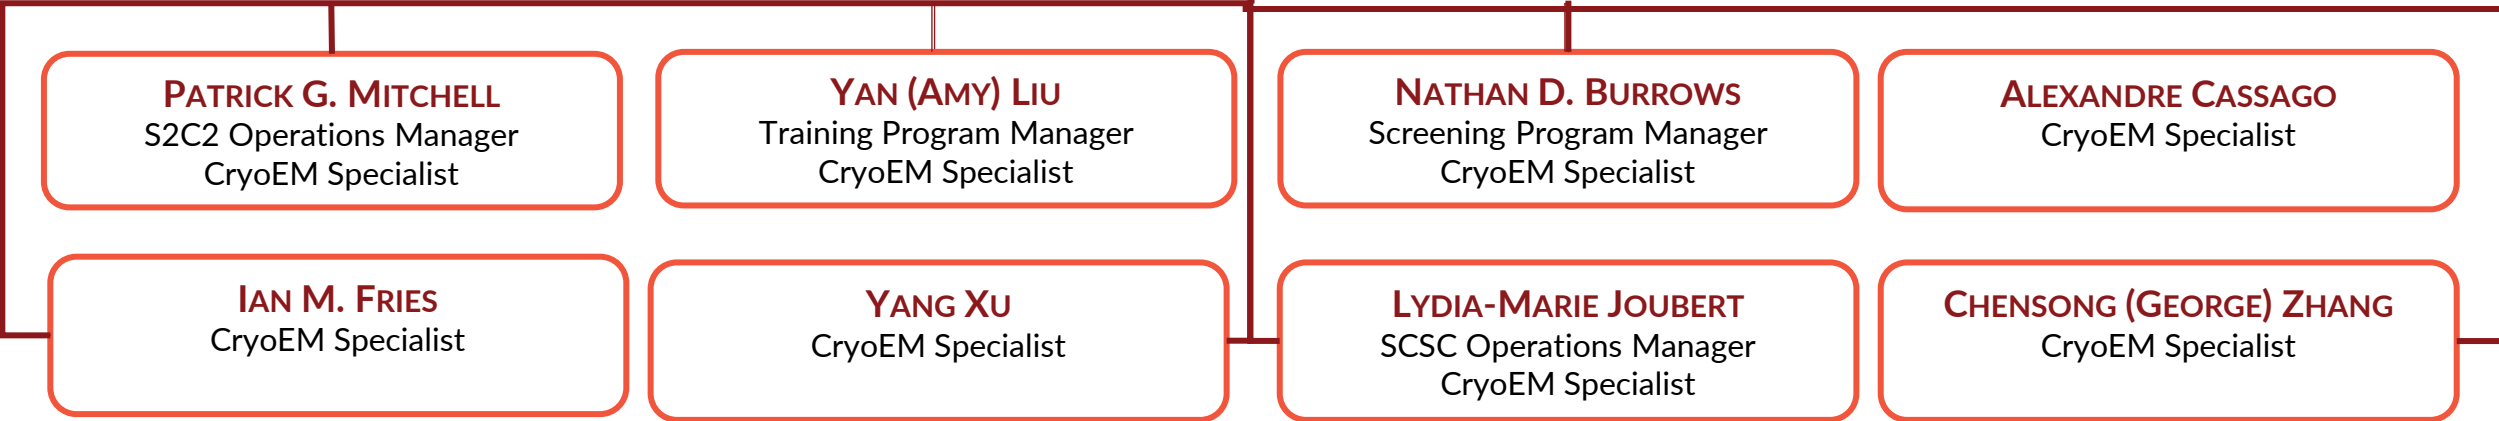 Patrick G. Mitchell
S2C2 Operations Manager
CryoEM Specialist
Yan (Amy) Liu
Training Program Manager
CryoEM Specialist
Nathan D. Burrows
Screening Program Manager
CryoEM Specialist
Alexandre Cassago
CryoEM Specialist
Ian M. Fries
CryoEM Specialist
Yang Xu
CryoEM Specialist
Lydia-Marie Joubert
SCSC Operations Manager
CryoEM Specialist
Chensong (George) Zhang
CryoEM Specialist